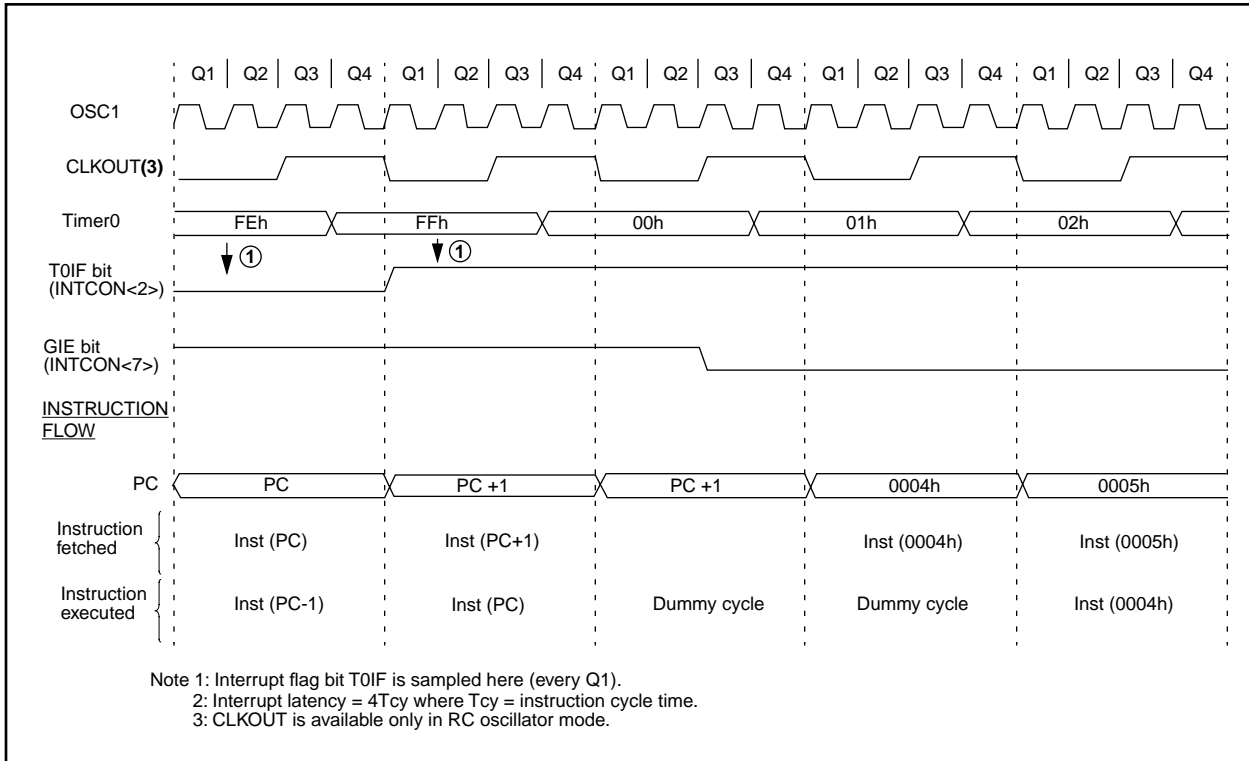 Q1 Q2 Q3 Q4 Q1 Q2 Q3 Q4 Q1 Q2 Q3 Q4 Q1 Q2 Q3 Q4 Q1 Q2 Q3 Q4
OSC1
CLKOUT(3)
Timer0 FEh FFh 00h 01h 02h
1 1
T0IF bit
(INTCON<2>)
GIE bit
(INTCON<7>)
INSTRUCTION
FLOW
PC PC PC +1 PC +1 0004h 0005h
Instruction
fetched
Inst (PC) Inst (PC+1) Inst (0004h) Inst (0005h)
Instruction
executed
Inst (PC-1) Inst (PC) Dummy cycle Dummy cycle Inst (0004h)
Note 1: Interrupt flag bit T0IF is sampled here (every Q1).
2: Interrupt latency = 4Tcy where Tcy = instruction cycle time.
3: CLKOUT is available only in RC oscillator mode.